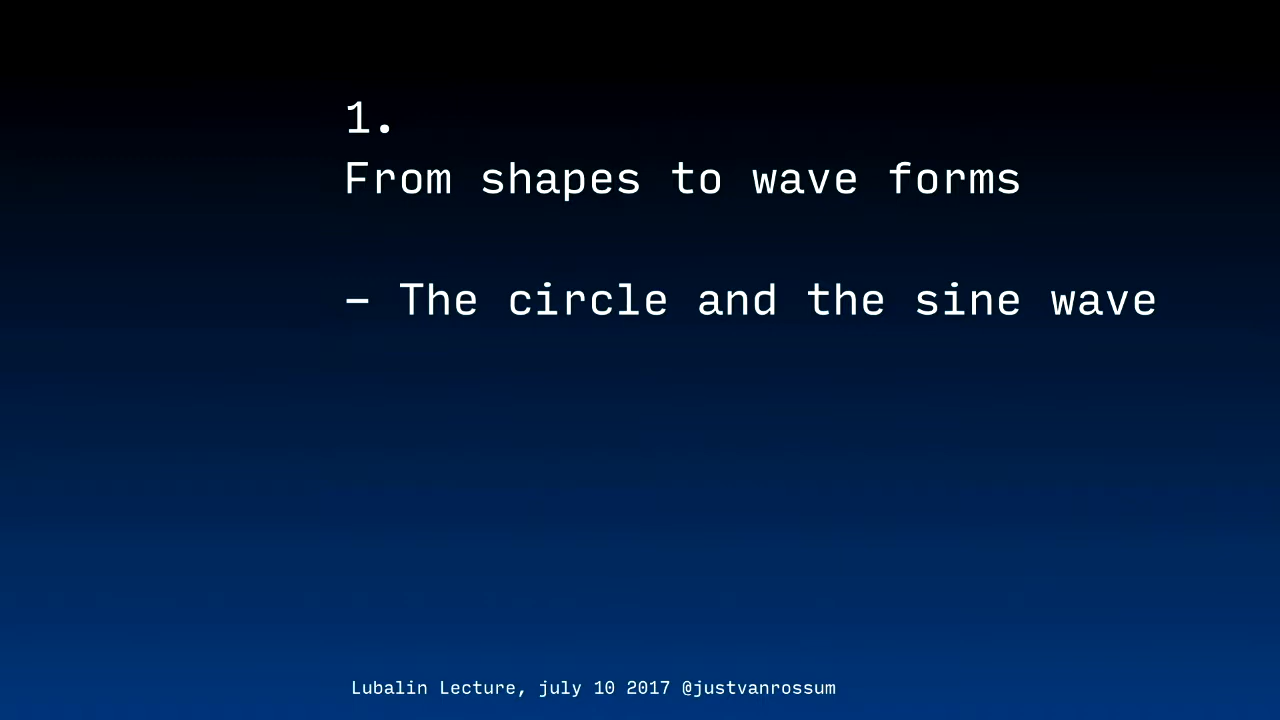 1.
From shapes to wave forms
– The circle and the sine wave
Lubalin Lecture, july 10 2017 @justvanrossum